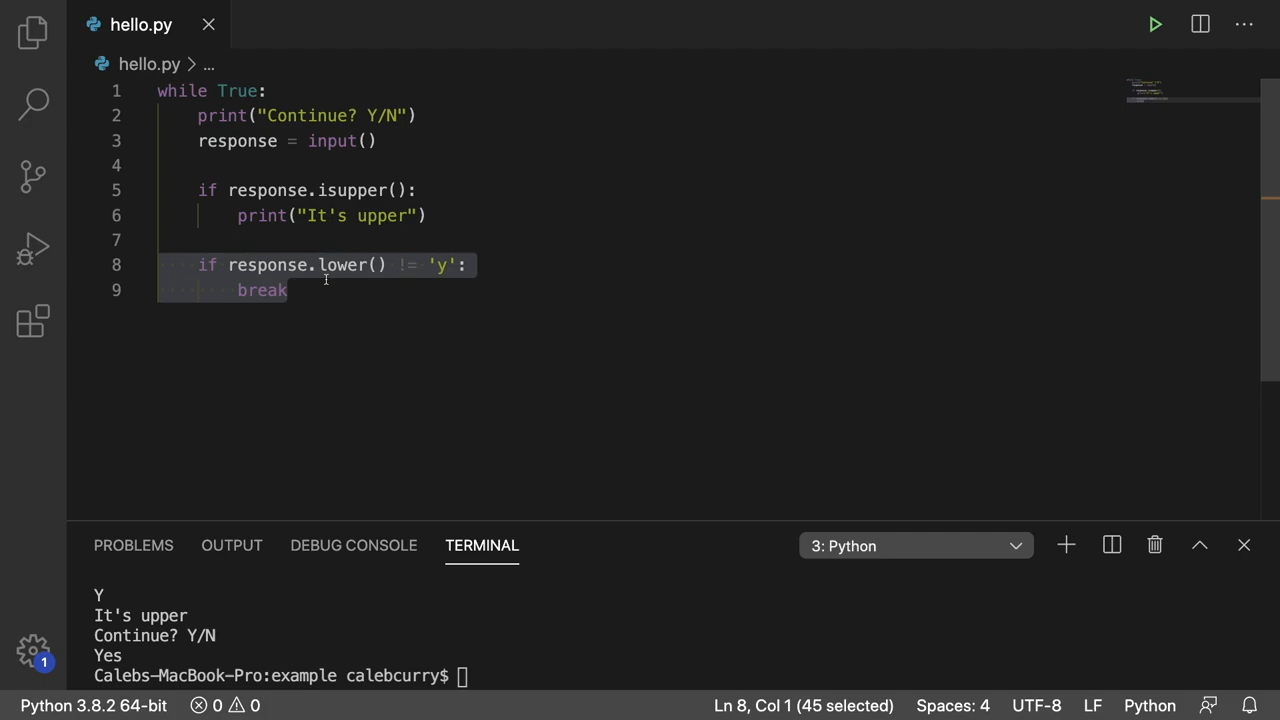 hello.py
hello.py > ...
1 while True:
2 print("Continue? Y/N")
3 response = input()
4
5 if response.isupper():
6 print("It's upper")
7
8 if response.lower() != 'y':
9 break
PROBLEMS OUTPUT DEBUG CONSOLE TERMINAL 3: Python
Y
It's upper
Continue? Y/N
Yes
Calebs-MacBook-Pro:example calebcurry$
1
Python 3.8.2 64-bit 0 0 Ln 8, Col 1 (45 selected) Spaces: 4 UTF-8 LF Python